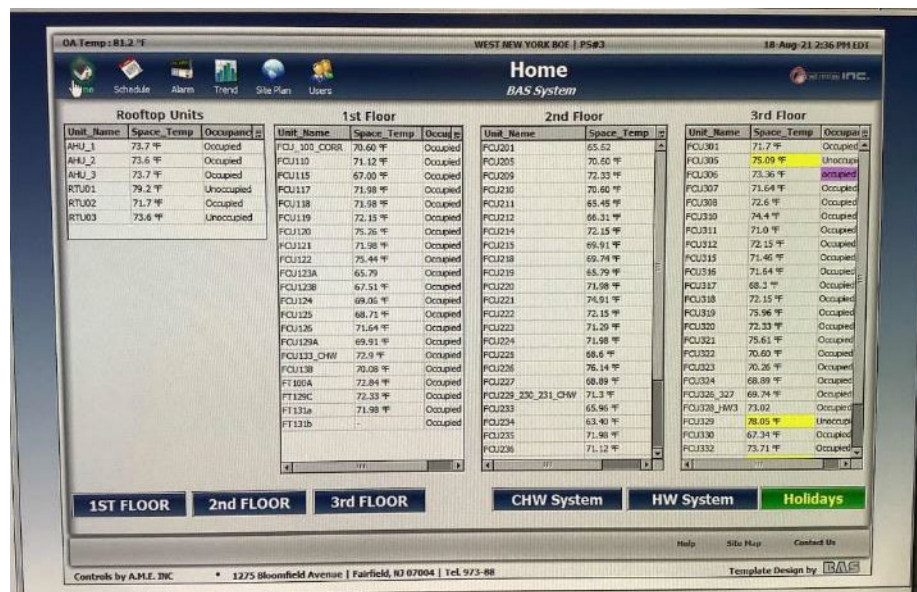 OA Temp : 81.2 °F WEST NEW YORK BOE | PS#3 18-Aug-21 2:36 PM EDT
Schedule Alarm Trend Site Plan Users
Home
BAS System
INC.
Rooftop Units
Unit_Name Space_Temp Occupanc
AHU_1 73.7 °F Occupied
AHU_2 73.6 °F Occupied
AHU_3 73.7 °F Occupied
RTU01 79.2 °F Unoccupied
RTU02 71.7 °F Occupied
RTU03 73.6 °F Unoccupied
1st Floor
Unit_Name Space_Temp Occup
FCU_100_CORR 70.60 °F Occupied
FCU110 71.12 °F Occupied
FCU115 67.00 °F Occupied
FCU117 71.98 °F Occupied
FCU118 71.98 °F Occupied
FCU119 72.15 °F Occupied
FCU120 75.26 °F Occupied
FCU121 71.98 °F Occupied
FCU122 75.44 °F Occupied
FCU123A 65.79 Occupied
FCU123B 67.51 °F Occupied
FCU124 69.06 °F Occupied
FCU125 68.71 °F Occupied
FCU126 71.64 °F Occupied
FCU129A 69.91 °F Occupied
FCU133_CHW 72.9 °F Occupied
FCU138 70.08 °F Occupied
FT100A 72.84 °F Occupied
FT129C 72.33 °F Occupied
FT131a 71.98 °F Occupied
FT131b - Occupied
2nd Floor
Unit_Name Space_Temp
FCU201 65.62
FCU205 70.60 °F
FCU209 72.33 °F
FCU210 70.60 °F
FCU211 65.45 °F
FCU212 66.31 °F
FCU214 72.15 °F
FCU215 69.91 °F
FCU218 69.74 °F
FCU219 65.79 °F
FCU220 71.98 °F
FCU221 74.91 °F
FCU222 72.15 °F
FCU223 71.29 °F
FCU224 71.98 °F
FCU225 68.6 °F
FCU226 76.14 °F
FCU227 68.89 °F
FCU229_230_231_CHW 71.3 °F
FCU233 65.96 °F
FCU234 63.40 °F
FCU235 71.98 °F
FCU236 71.12 °F
3rd Floor
Unit_Name Space_Temp Occupan
FCU301 71.7 °F Occupied
FCU305 75.09 °F Unoccupi
FCU306 73.36 °F occupied
FCU307 71.64 °F Occupied
FCU308 72.6 °F Occupied
FCU310 74.4 °F Occupied
FCU311 71.0 °F Occupied
FCU312 72.15 °F Occupied
FCU315 71.46 °F Occupied
FCU316 71.64 °F Occupied
FCU317 68.3 °F Occupied
FCU318 72.15 °F Occupied
FCU319 75.96 °F Occupied
FCU320 72.33 °F Occupied
FCU321 75.61 °F Occupied
FCU322 70.60 °F Occupied
FCU323 70.26 °F Occupied
FCU324 68.89 °F Occupied
FCU326_327 69.74 °F Occupied
FCU328_HW3 73.02 Occupied
FCU329 78.05 °F Unoccupi
FCU330 67.34 °F Occupied
FCU332 73.71 °F Occupied
1ST FLOOR 2nd FLOOR 3rd FLOOR CHW System HW System Holidays
Help Site Map Contact Us
Controls by A.M.E. INC • 1275 Bloomfield Avenue | Fairfield, NJ 07004 | Tel. 973-88 Template Design by BAS